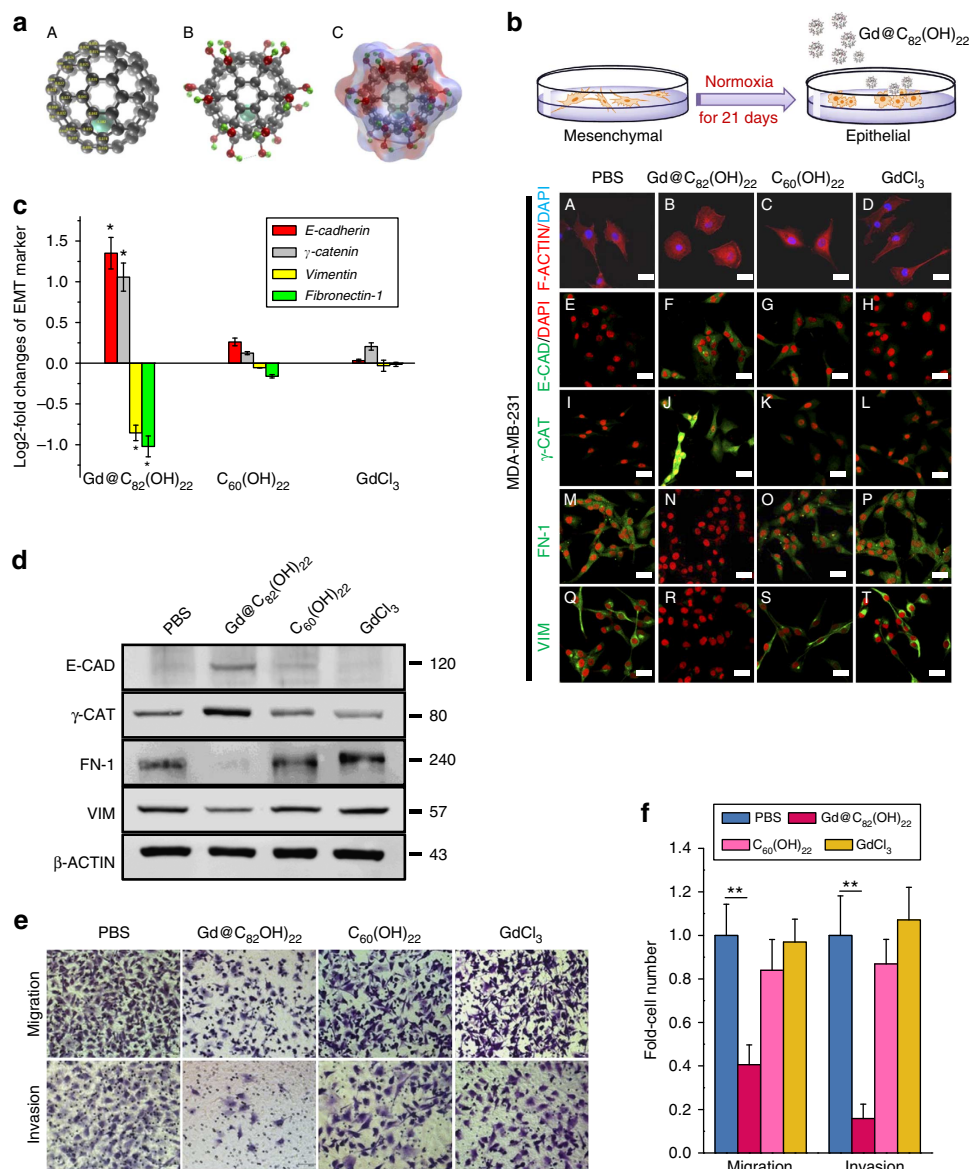 a
A
B
C
b
Gd@C₈₂(OH)₂₂
Normoxia
for 21 days
Mesenchymal
Epithelial
PBS
Gd@C₈₂(OH)₂₂
C₆₀(OH)₂₂
GdCl₃
MDA-MB-231
F-ACTIN/DAPI
A
B
C
D
E-CAD/DAPI
E
F
G
H
γ-CAT
I
J
K
L
FN-1
M
N
O
P
VIM
Q
R
S
T
c
Log2-fold changes of EMT marker
1.5
1.0
0.5
0.0
–0.5
–1.0
E-cadherin
γ-catenin
Vimentin
Fibronectin-1
*
*
*
*
Gd@C₈₂(OH)₂₂
C₆₀(OH)₂₂
GdCl₃
d
PBS
Gd@C₈₂(OH)₂₂
C₆₀(OH)₂₂
GdCl₃
E-CAD
120
γ-CAT
80
FN-1
240
VIM
57
β-ACTIN
43
e
PBS
Gd@C₈₂OH)₂₂
C₆₀(OH)₂₂
GdCl₃
Migration
Invasion
f
PBS
Gd@C₈₂(OH)₂₂
C₆₀(OH)₂₂
GdCl₃
Fold-cell number
1.4
1.2
1.0
0.8
0.6
0.4
0.2
0.0
**
**
Migration
Invasion